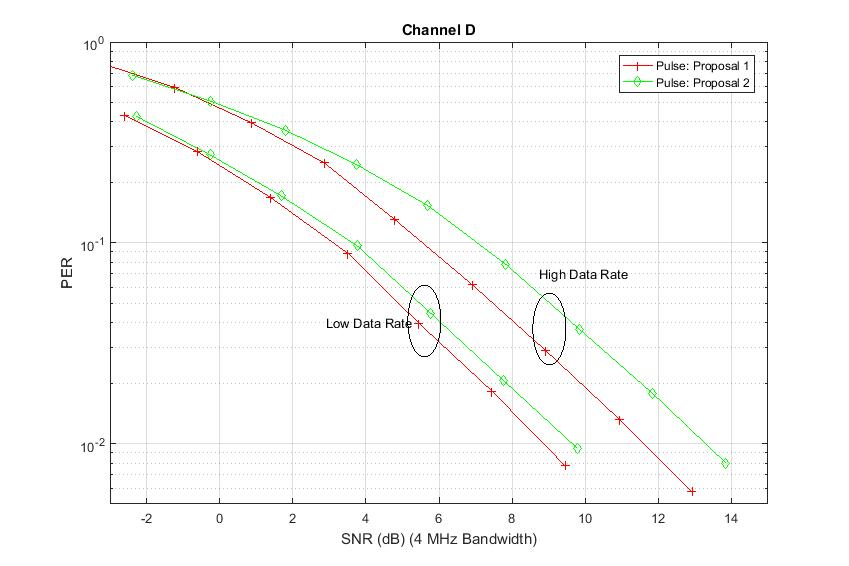 Channel D
Pulse: Proposal 1
Pulse: Proposal 2
10^0
10^-1
10^-2
PER
High Data Rate
Low Data Rate
-2 0 2 4 6 8 10 12 14
SNR (dB) (4 MHz Bandwidth)